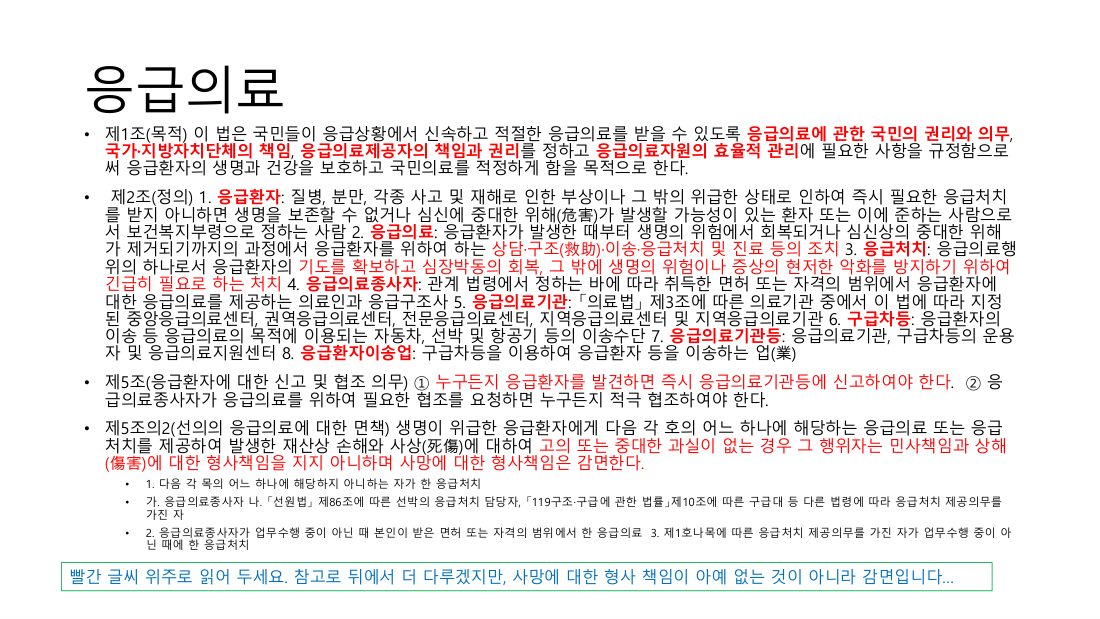 응급의료
• 제1조(목적) 이 법은 국민들이 응급상황에서 신속하고 적절한 응급의료를 받을 수 있도록 응급의료에 관한 국민의 권리와 의무,
국가·지방자치단체의 책임, 응급의료제공자의 책임과 권리를 정하고 응급의료자원의 효율적 관리에 필요한 사항을 규정함으로
써 응급환자의 생명과 건강을 보호하고 국민의료를 적정하게 함을 목적으로 한다.
• 제2조(정의) 1. 응급환자: 질병, 분만, 각종 사고 및 재해로 인한 부상이나 그 밖의 위급한 상태로 인하여 즉시 필요한 응급처치
를 받지 아니하면 생명을 보존할 수 없거나 심신에 중대한 위해(危害)가 발생할 가능성이 있는 환자 또는 이에 준하는 사람으로
서 보건복지부령으로 정하는 사람 2. 응급의료: 응급환자가 발생한 때부터 생명의 위험에서 회복되거나 심신상의 중대한 위해
가 제거되기까지의 과정에서 응급환자를 위하여 하는 상담·구조(救助)·이송·응급처치 및 진료 등의 조치 3. 응급처치: 응급의료행
위의 하나로서 응급환자의 기도를 확보하고 심장박동의 회복, 그 밖에 생명의 위험이나 증상의 현저한 악화를 방지하기 위하여
긴급히 필요로 하는 처치 4. 응급의료종사자: 관계 법령에서 정하는 바에 따라 취득한 면허 또는 자격의 범위에서 응급환자에
대한 응급의료를 제공하는 의료인과 응급구조사 5. 응급의료기관: 「의료법」 제3조에 따른 의료기관 중에서 이 법에 따라 지정
된 중앙응급의료센터, 권역응급의료센터, 전문응급의료센터, 지역응급의료센터 및 지역응급의료기관 6. 구급차등: 응급환자의
이송 등 응급의료의 목적에 이용되는 자동차, 선박 및 항공기 등의 이송수단 7. 응급의료기관등: 응급의료기관, 구급차등의 운용
자 및 응급의료지원센터 8. 응급환자이송업: 구급차등을 이용하여 응급환자 등을 이송하는 업(業)
• 제5조(응급환자에 대한 신고 및 협조 의무) ① 누구든지 응급환자를 발견하면 즉시 응급의료기관등에 신고하여야 한다. ② 응
급의료종사자가 응급의료를 위하여 필요한 협조를 요청하면 누구든지 적극 협조하여야 한다.
• 제5조의2(선의의 응급의료에 대한 면책) 생명이 위급한 응급환자에게 다음 각 호의 어느 하나에 해당하는 응급의료 또는 응급
처치를 제공하여 발생한 재산상 손해와 사상(死傷)에 대하여 고의 또는 중대한 과실이 없는 경우 그 행위자는 민사책임과 상해
(傷害)에 대한 형사책임을 지지 아니하며 사망에 대한 형사책임은 감면한다.
• 1. 다음 각 목의 어느 하나에 해당하지 아니하는 자가 한 응급처치
• 가. 응급의료종사자 나. 「선원법」 제86조에 따른 선박의 응급처치 담당자, 「119구조·구급에 관한 법률」제10조에 따른 구급대 등 다른 법령에 따라 응급처치 제공의무를
가진 자
• 2. 응급의료종사자가 업무수행 중이 아닌 때 본인이 받은 면허 또는 자격의 범위에서 한 응급의료 3. 제1호나목에 따른 응급처치 제공의무를 가진 자가 업무수행 중이 아
닌 때에 한 응급처치
빨간 글씨 위주로 읽어 두세요. 참고로 뒤에서 더 다루겠지만, 사망에 대한 형사 책임이 아예 없는 것이 아니라 감면입니다…